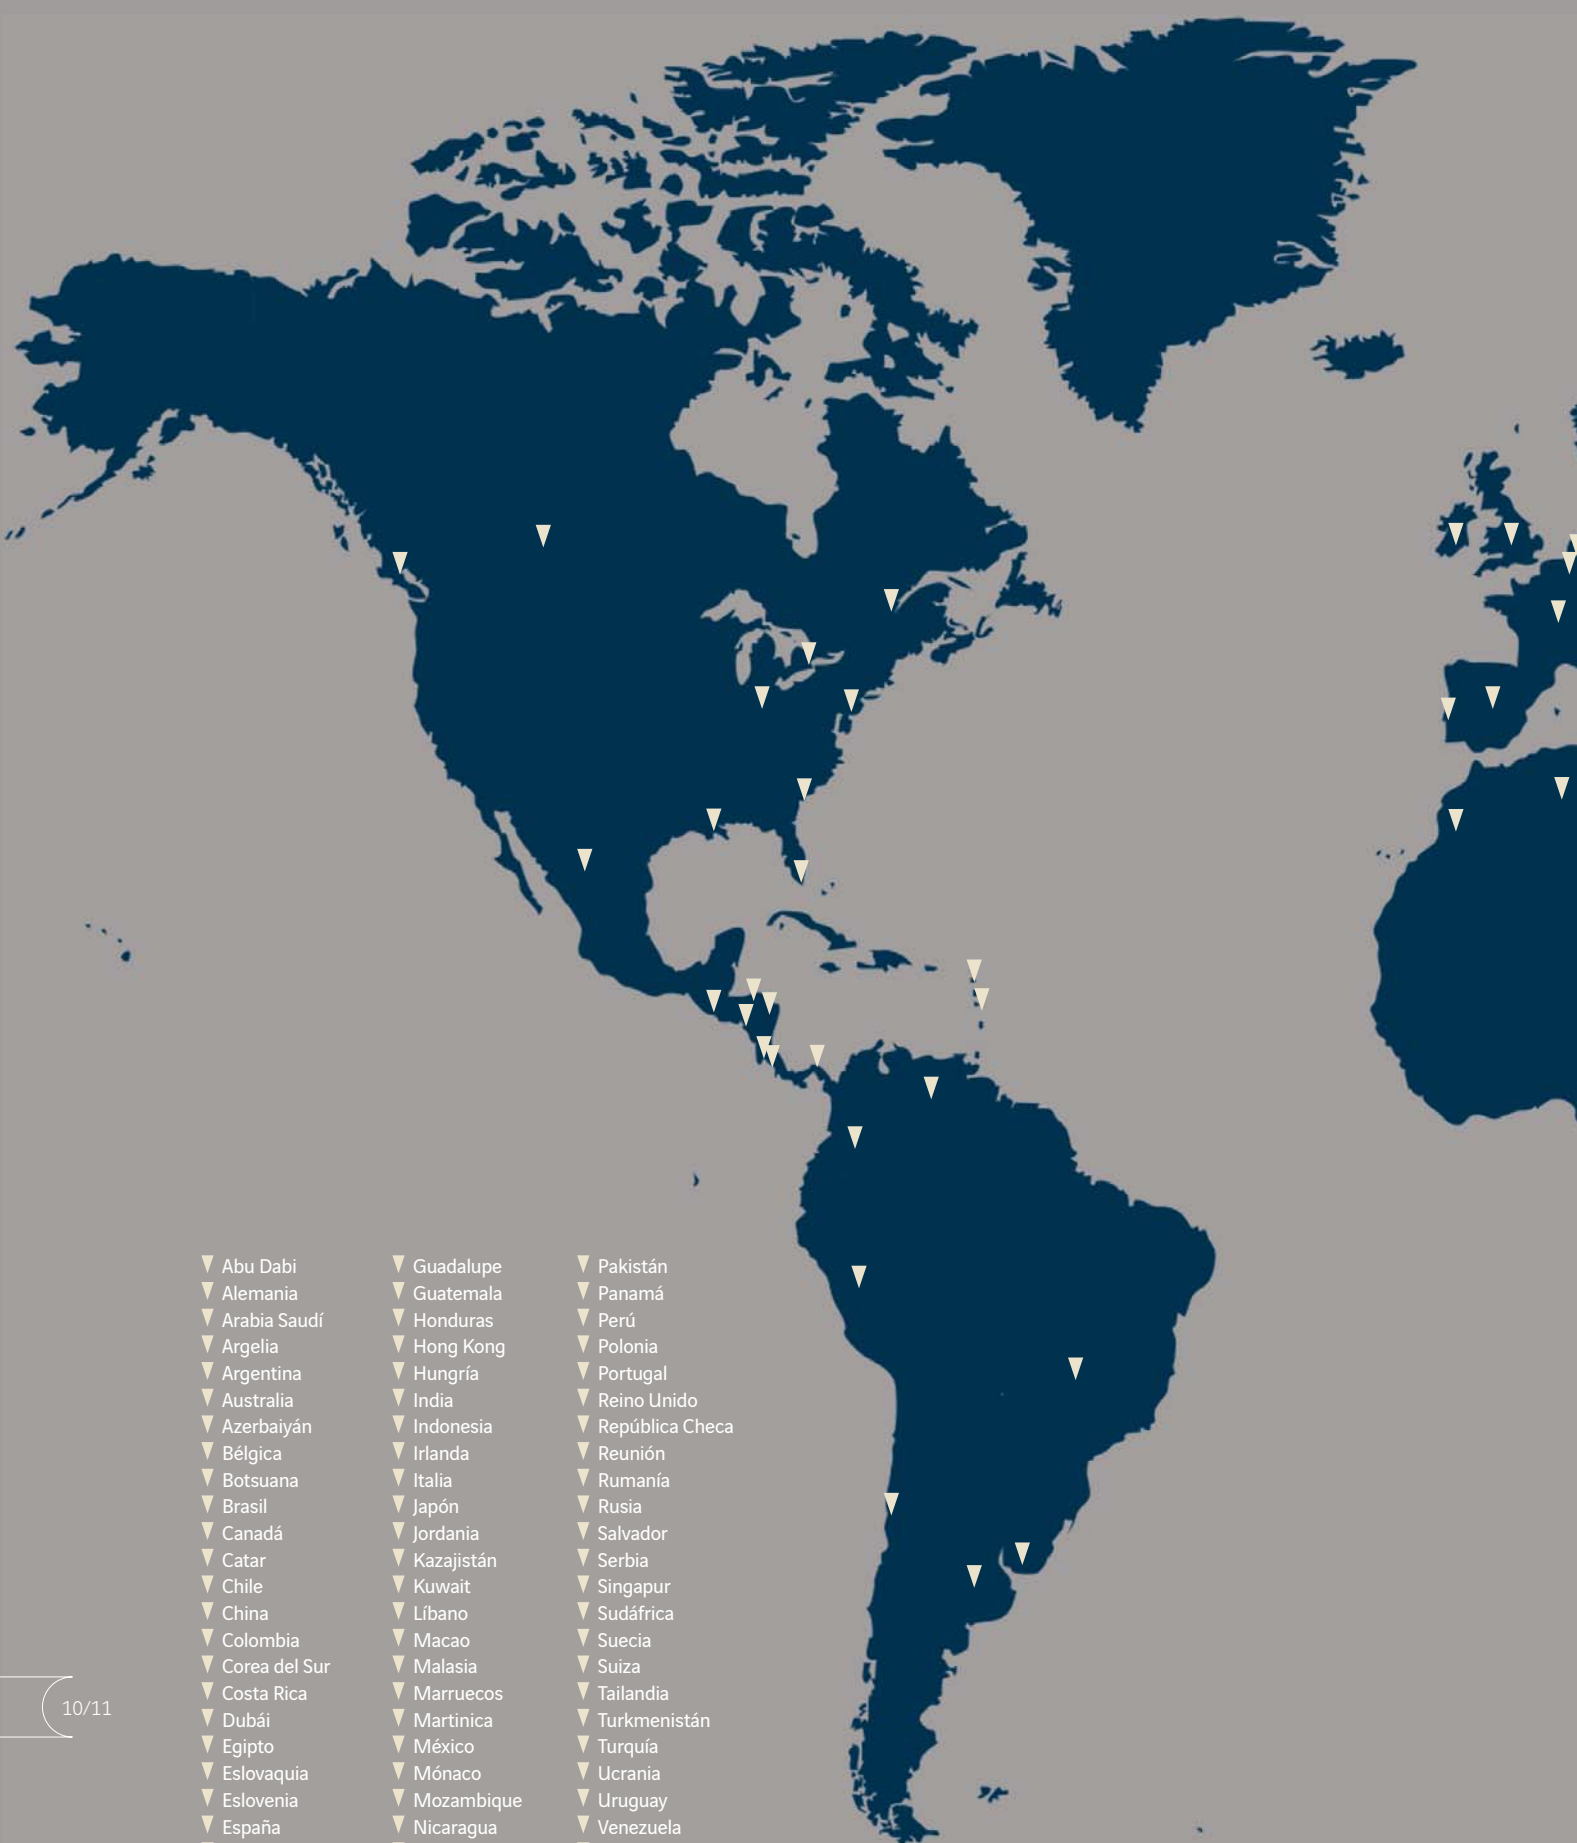 Abu Dabi
Alemania
Arabia Saudí
Argelia
Argentina
Australia
Azerbaiyán
Bélgica
Botsuana
Brasil
Canadá
Catar
Chile
China
Colombia
Corea del Sur
Costa Rica
Dubái
Egipto
Eslovaquia
Eslovenia
España
Guadalupe
Guatemala
Honduras
Hong Kong
Hungría
India
Indonesia
Irlanda
Italia
Japón
Jordania
Kazajistán
Kuwait
Líbano
Macao
Malasia
Marruecos
Martinica
México
Mónaco
Mozambique
Nicaragua
Pakistán
Panamá
Perú
Polonia
Portugal
Reino Unido
República Checa
Reunión
Rumanía
Rusia
Salvador
Serbia
Singapur
Sudáfrica
Suecia
Suiza
Tailandia
Turkmenistán
Turquía
Ucrania
Uruguay
Venezuela
10/11